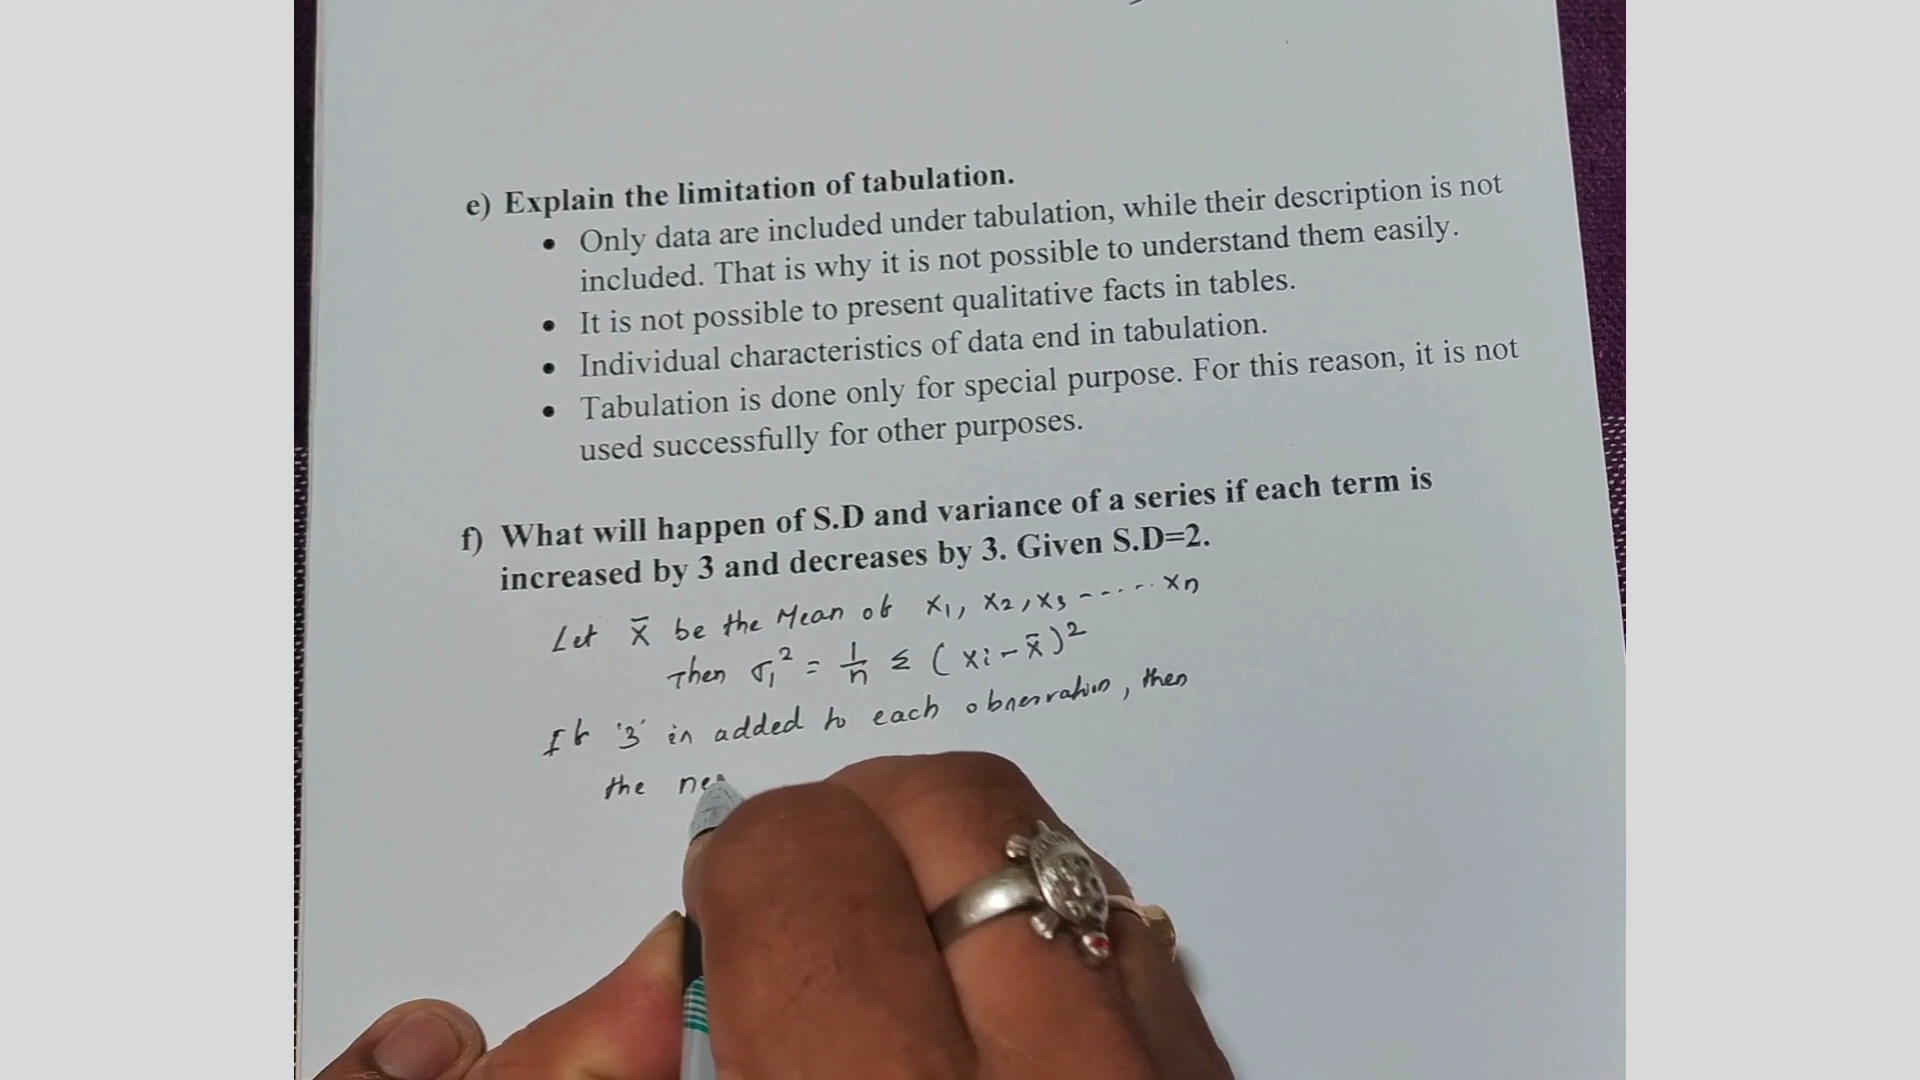 e) Explain the limitation of tabulation.
• Only data are included under tabulation, while their description is not
included. That is why it is not possible to understand them easily.
• It is not possible to present qualitative facts in tables.
• Individual characteristics of data end in tabulation.
• Tabulation is done only for special purpose. For this reason, it is not
used successfully for other purposes.
f) What will happen of S.D and variance of a series if each term is
increased by 3 and decreases by 3. Given S.D=2.
Let x̄ be the Mean of x₁, x₂, x₃ ------ xₙ
Then σ₁² = 1/n Σ (xi - x̄)²
If '3' is added to each observation, then
the